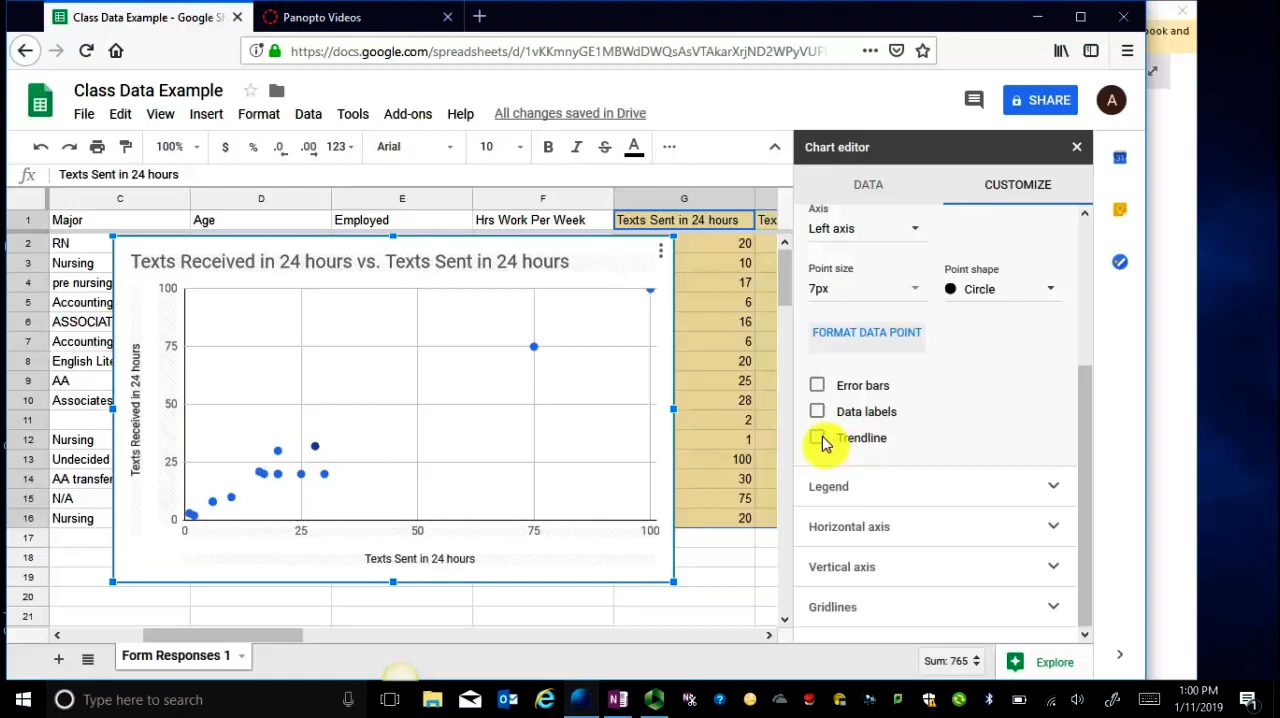 Class Data Example - Google S
Panopto Videos
https://docs.google.com/spreadsheets/d/1vKKmnyGE1MBWdDWQsAsVTAkarXrjND2WPyVUF
ook and
Class Data Example
File Edit View Insert Format Data Tools Add-ons Help All changes saved in Drive
SHARE
A
100% $ % .0 .00 123 Arial 10 B I S A
fx Texts Sent in 24 hours
C D E F G
1 Major Age Employed Hrs Work Per Week Texts Sent in 24 hours Tex
2 RN 20
3 Nursing 10
4 pre nursing 17
5 Accounting 6
6 ASSOCIAT 16
7 Accounting 6
8 English Lite 20
9 AA 25
10 Associates 28
11 2
12 Nursing 1
13 Undecided 100
14 AA transfer 30
15 N/A 75
16 Nursing 20
17
18
19
20
21
Texts Received in 24 hours vs. Texts Sent in 24 hours
Texts Received in 24 hours
100
75
50
25
0
0 25 50 75 100
Texts Sent in 24 hours
Form Responses 1
Sum: 765
Explore
Chart editor
DATA CUSTOMIZE
Axis
Left axis
Point size Point shape
7px Circle
FORMAT DATA POINT
Error bars
Data labels
Trendline
Legend
Horizontal axis
Vertical axis
Gridlines
31
Type here to search
1:00 PM
1/11/2019